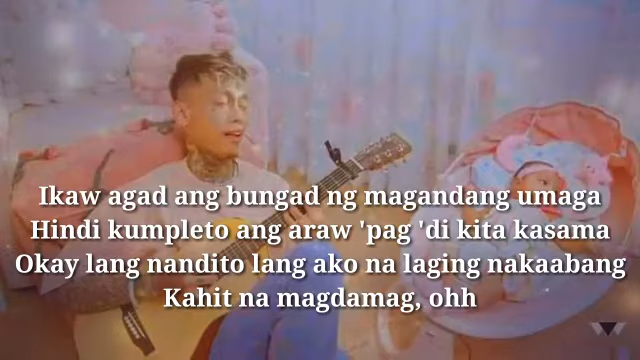 Ikaw agad ang bungad ng magandang umaga
Hindi kumpleto ang araw 'pag 'di kita kasama
Okay lang nandito lang ako na laging nakaabang
Kahit na magdamag, ohh